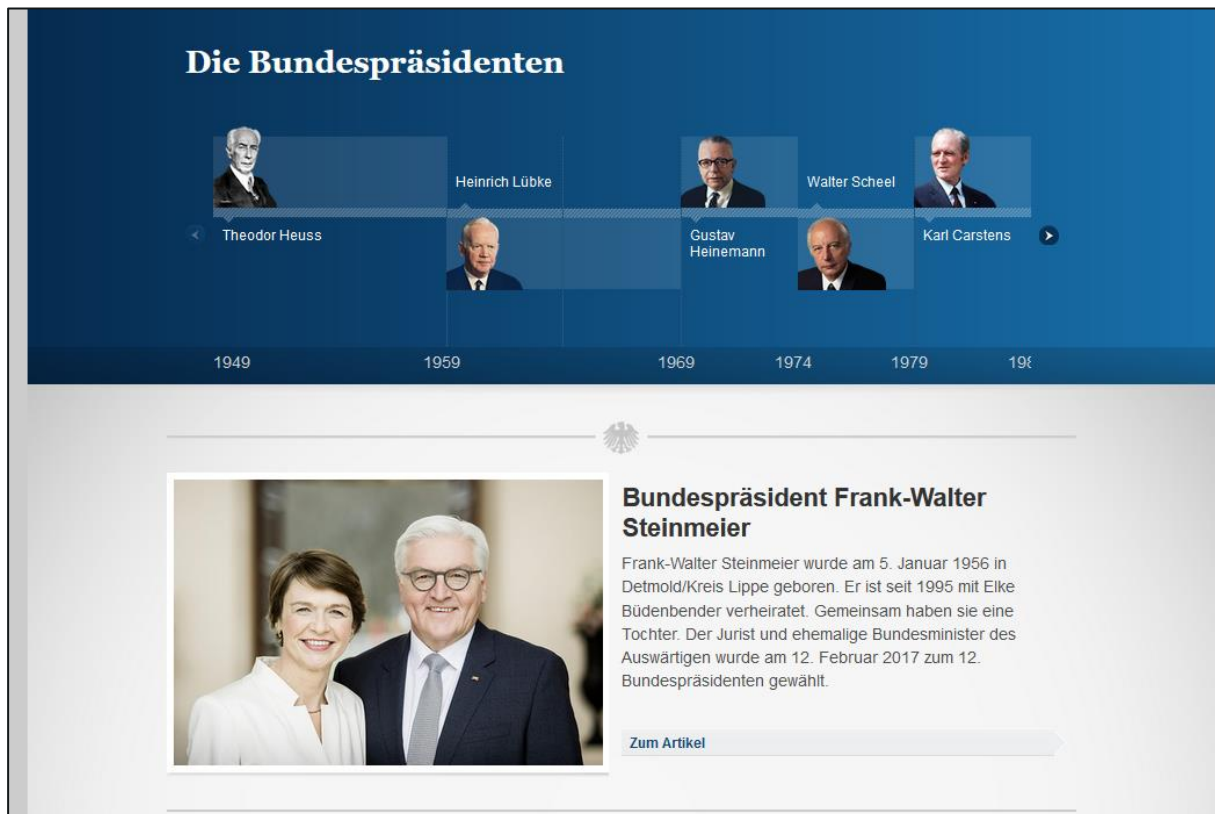 Die Bundespräsidenten
Heinrich Lübke
Walter Scheel
Theodor Heuss
Gustav
Heinemann
Karl Carstens
1949
1959
1969
1974
1979
Bundespräsident Frank-Walter
Steinmeier
Frank-Walter Steinmeier wurde am 5. Januar 1956 in
Detmold/Kreis Lippe geboren. Er ist seit 1995 mit Elke
Büdenbender verheiratet. Gemeinsam haben sie eine
Tochter. Der Jurist und ehemalige Bundesminister des
Auswärtigen wurde am 12. Februar 2017 zum 12.
Bundespräsidenten gewählt.
Zum Artikel